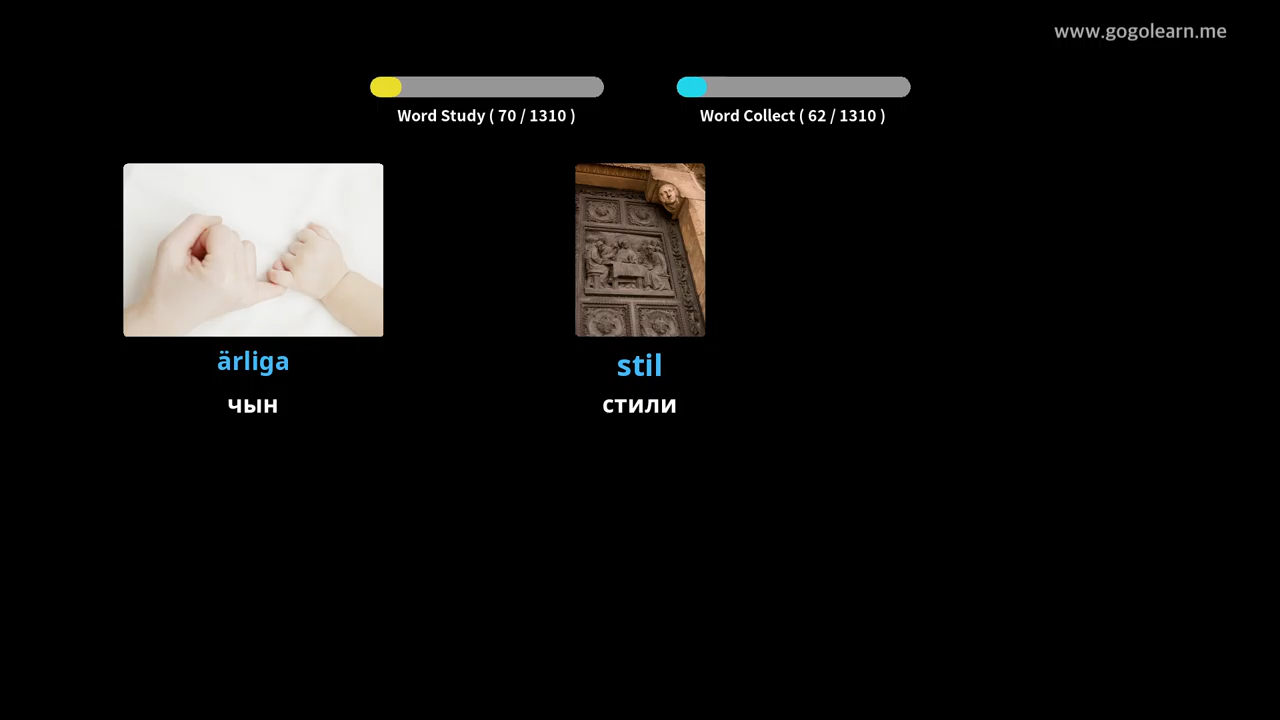 www.gogolearn.me
Word Study ( 70 / 1310 )
Word Collect ( 62 / 1310 )
ärliga
stil
чын
стили